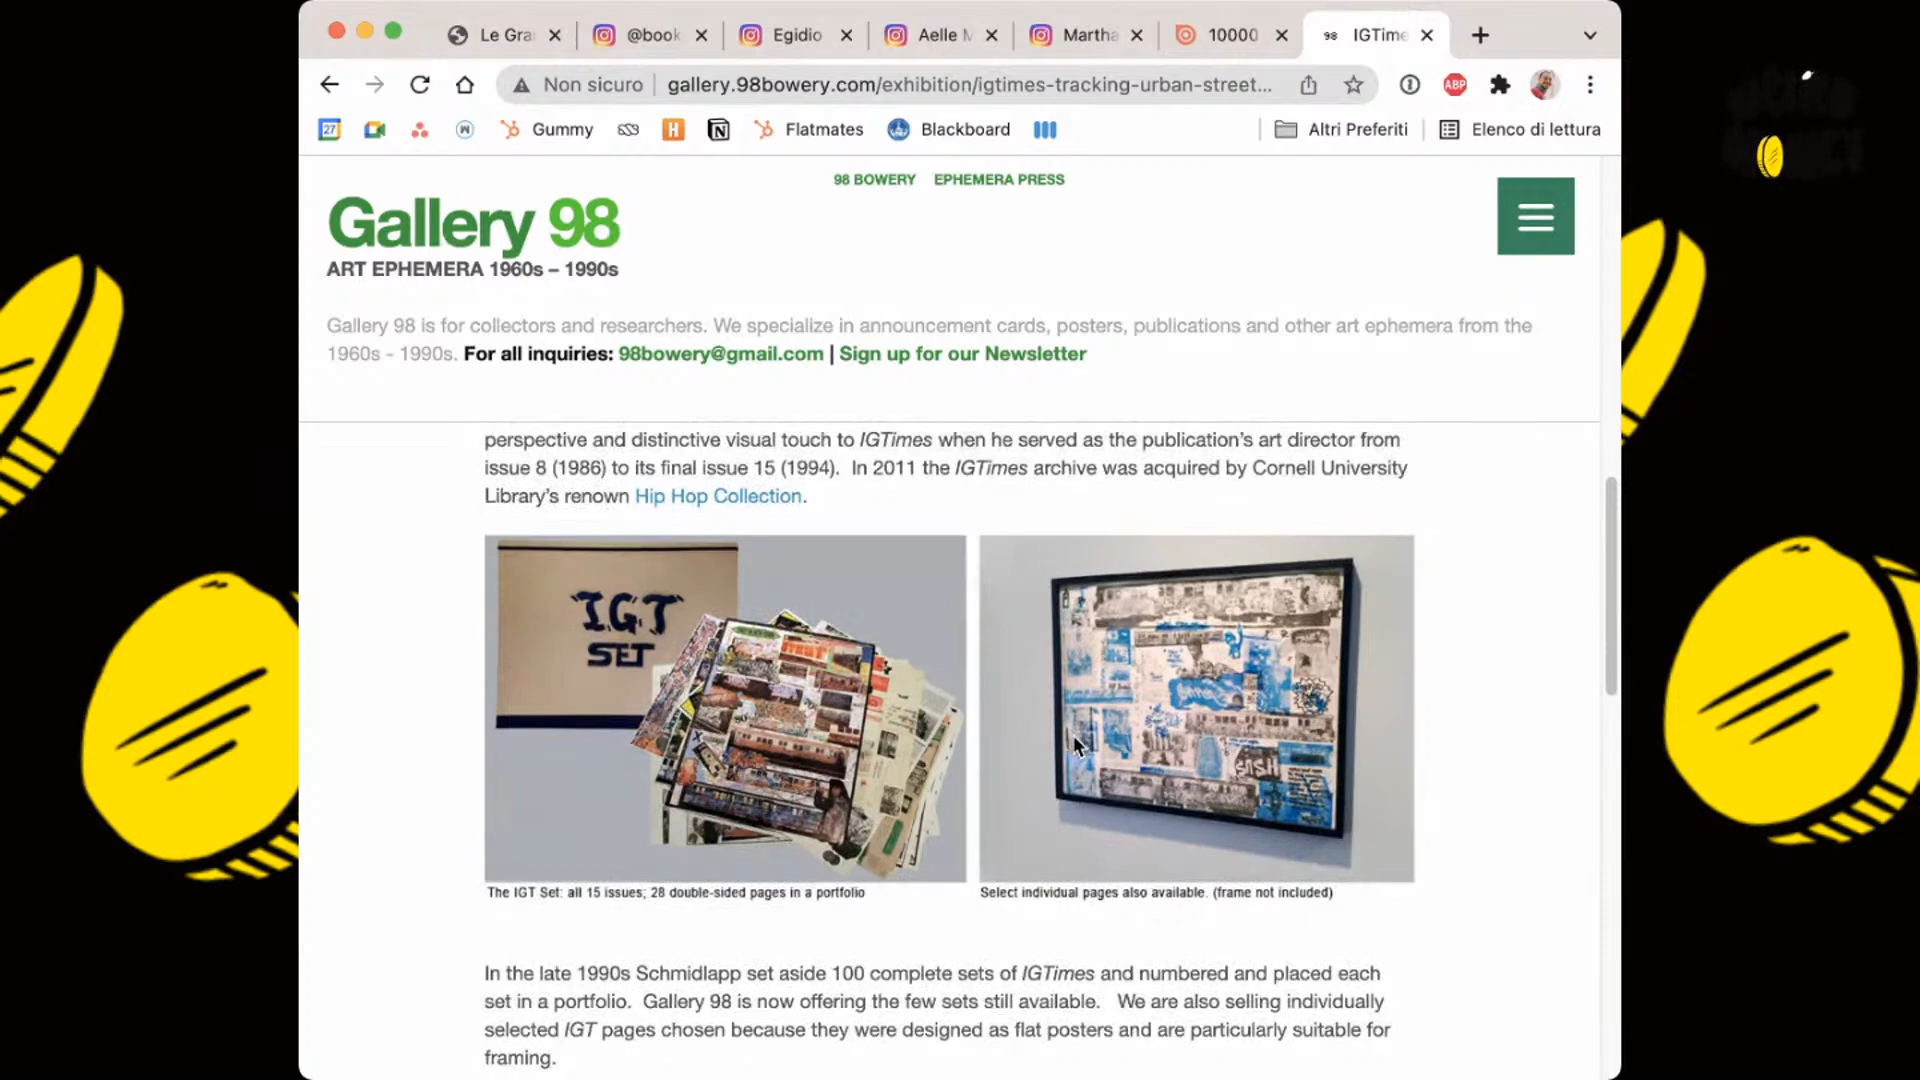 Le Gra
@book
Egidio
Aelle M
Martha
10000
98 IGTime
Non sicuro gallery.98bowery.com/exhibition/igtimes-tracking-urban-street...
ABP
27 Gummy H N Flatmates Blackboard Altri Preferiti Elenco di lettura
98 BOWERY EPHEMERA PRESS
Gallery 98
ART EPHEMERA 1960s – 1990s
Gallery 98 is for collectors and researchers. We specialize in announcement cards, posters, publications and other art ephemera from the
1960s - 1990s. For all inquiries: 98bowery@gmail.com | Sign up for our Newsletter
perspective and distinctive visual touch to IGTimes when he served as the publication's art director from
issue 8 (1986) to its final issue 15 (1994). In 2011 the IGTimes archive was acquired by Cornell University
Library's renown Hip Hop Collection.
IGT
SET
The IGT Set: all 15 issues; 28 double-sided pages in a portfolio
Select individual pages also available. (frame not included)
In the late 1990s Schmidlapp set aside 100 complete sets of IGTimes and numbered and placed each
set in a portfolio. Gallery 98 is now offering the few sets still available. We are also selling individually
selected IGT pages chosen because they were designed as flat posters and are particularly suitable for
framing.